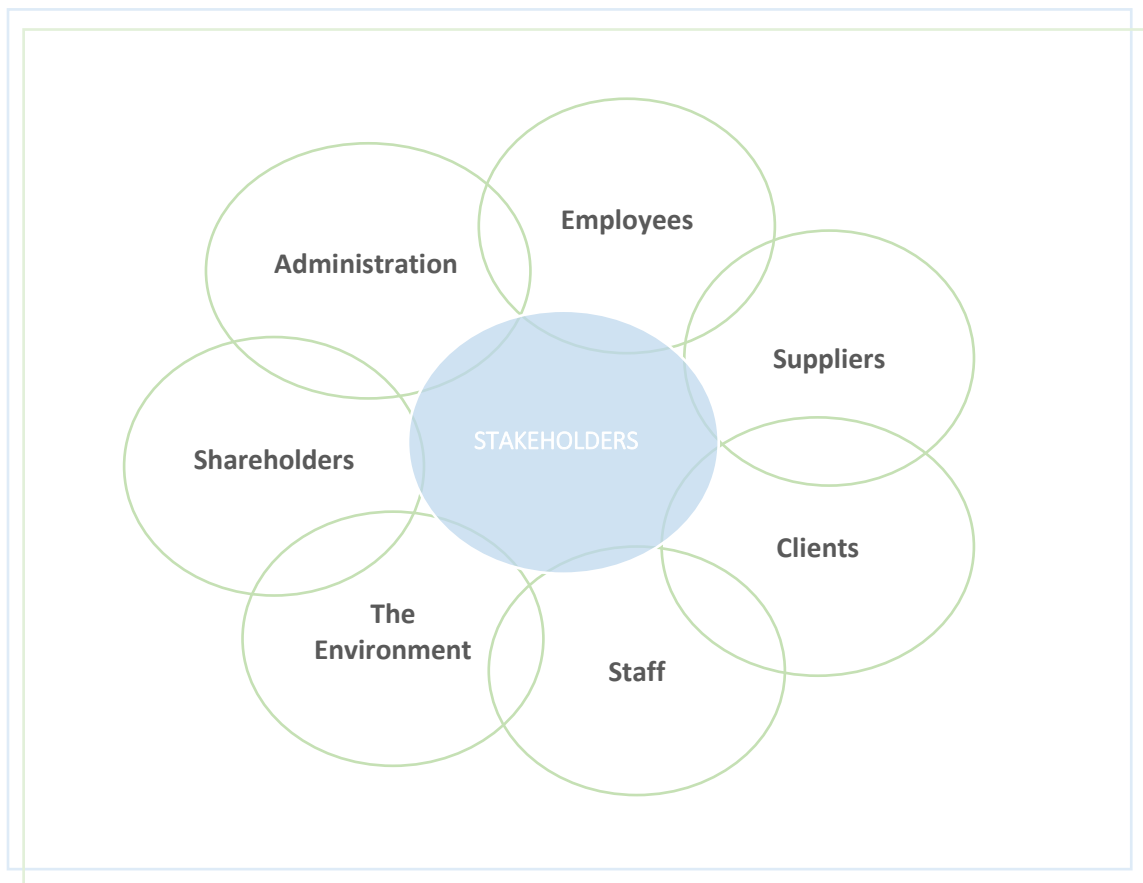 Employees
Administration
Suppliers
STAKEHOLDERS
Shareholders
Clients
The
Environment
Staff